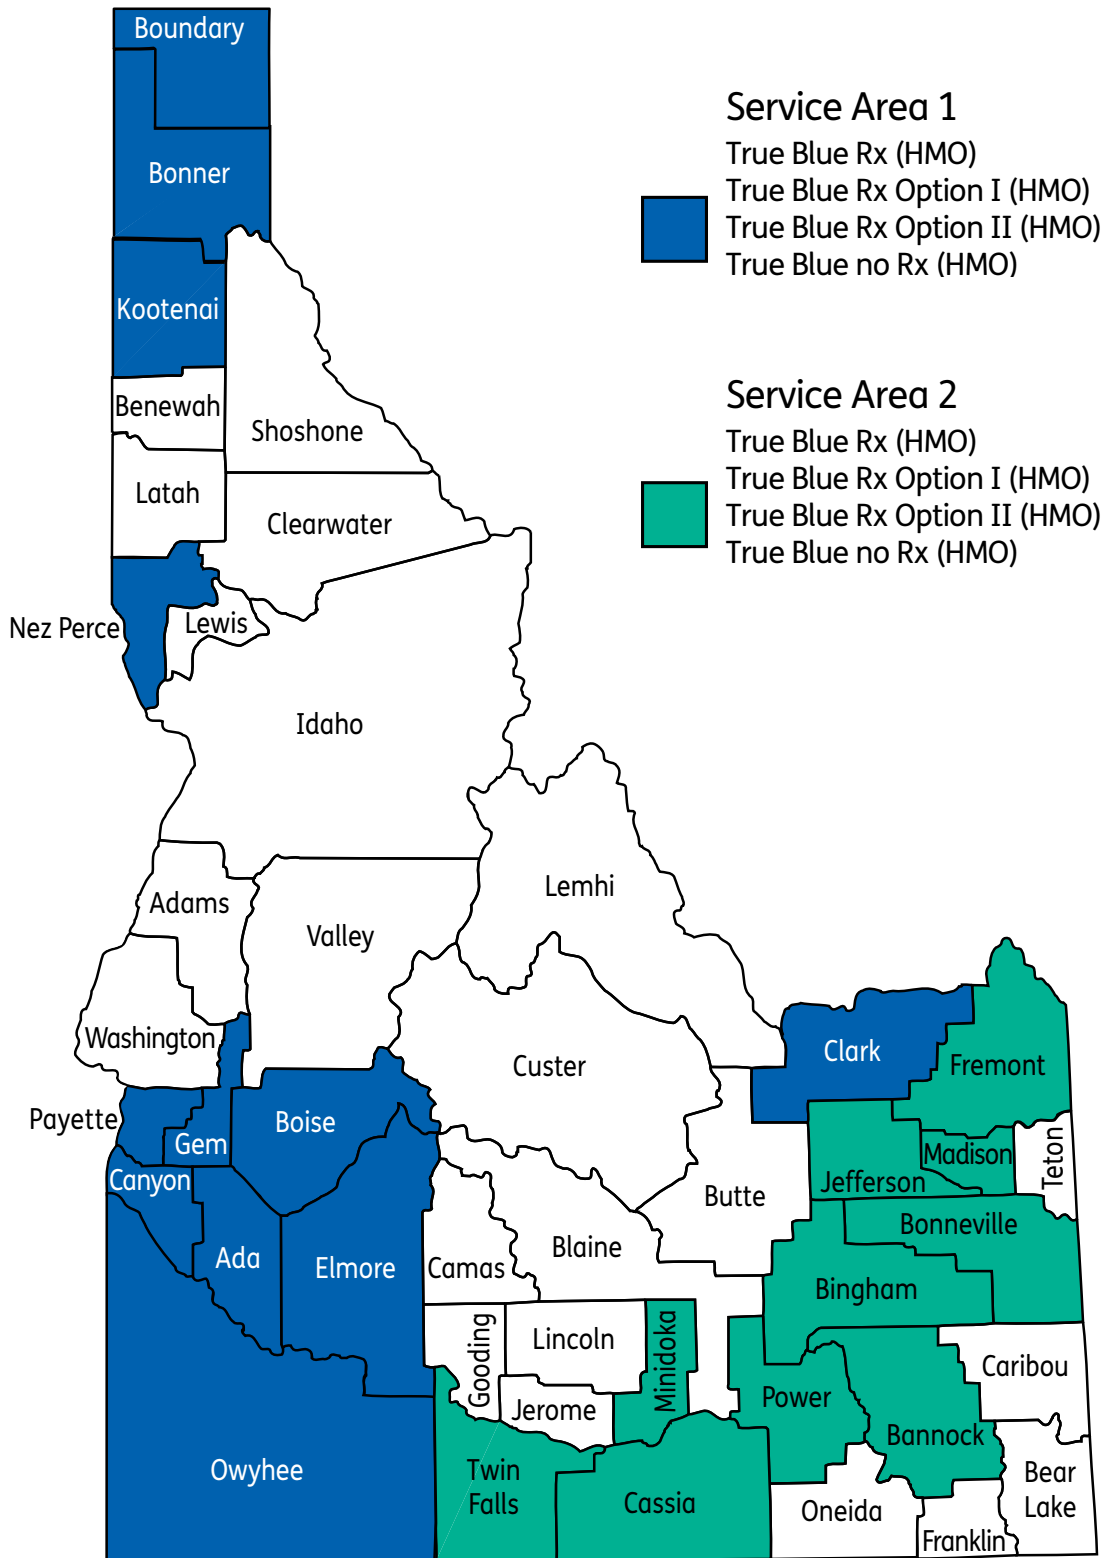 Boundary
Bonner
Kootenai
Benewah
Shoshone
Latah
Clearwater
Nez Perce
Lewis
Idaho
Adams
Valley
Lemhi
Washington
Custer
Clark
Fremont
Payette
Gem
Boise
Canyon
Ada
Elmore
Camas
Blaine
Butte
Jefferson
Madison
Teton
Bonneville
Bingham
Gooding
Lincoln
Jerome
Minidoka
Power
Caribou
Bannock
Owyhee
Twin
Falls
Cassia
Oneida
Franklin
Bear
Lake
Service Area 1
True Blue Rx (HMO)
True Blue Rx Option I (HMO)
True Blue Rx Option II (HMO)
True Blue no Rx (HMO)
Service Area 2
True Blue Rx (HMO)
True Blue Rx Option I (HMO)
True Blue Rx Option II (HMO)
True Blue no Rx (HMO)